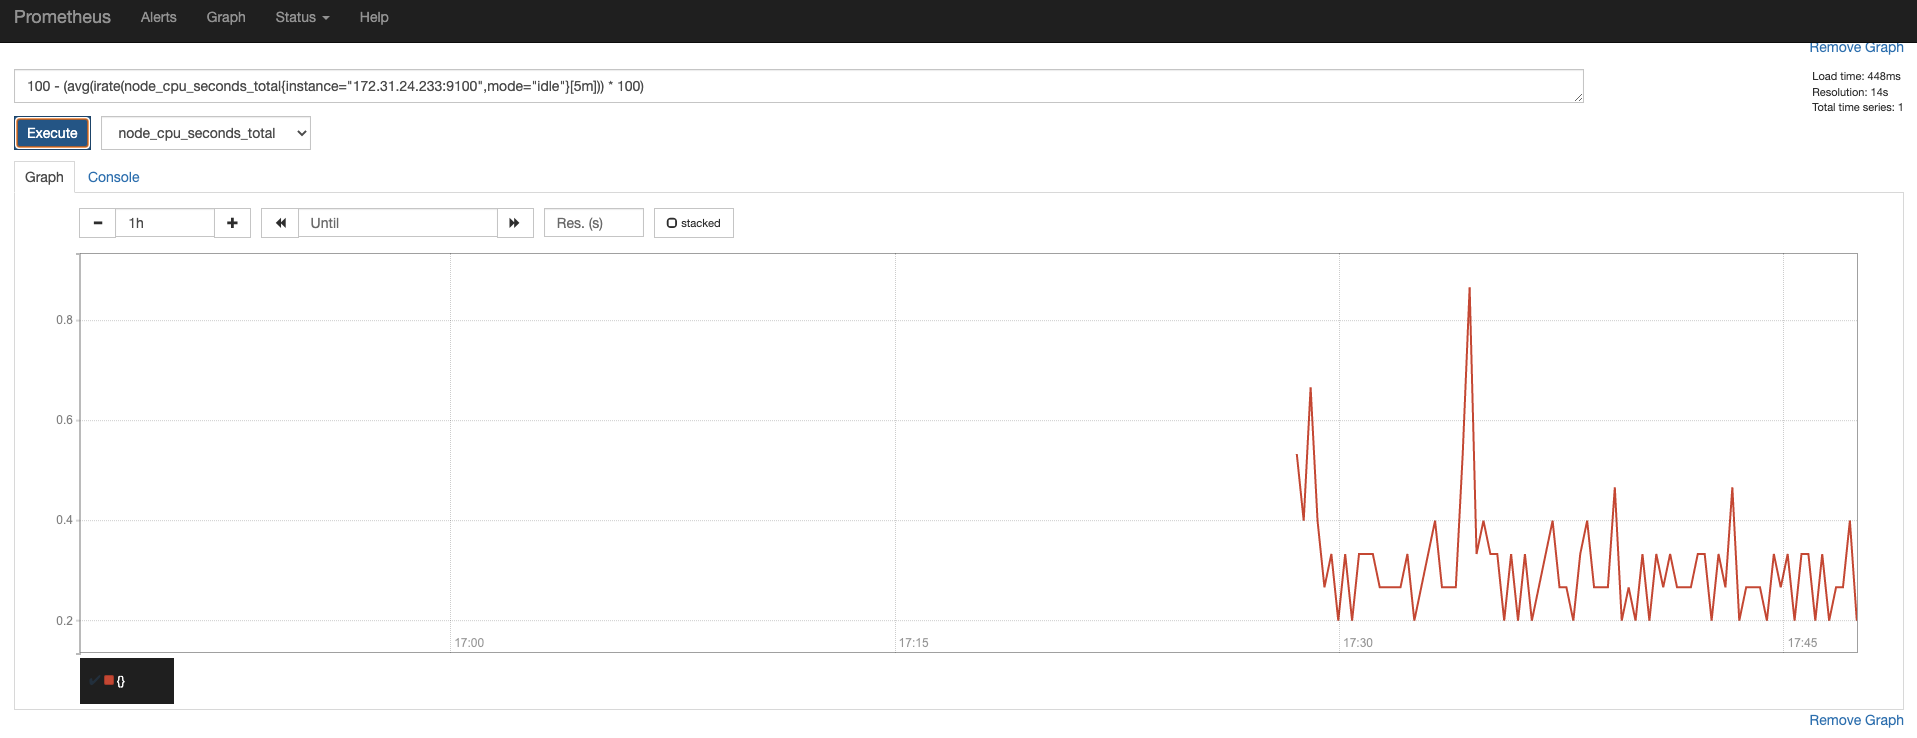 Prometheus Alerts Graph Status Help
Remove Graph
100 - (avg(irate(node_cpu_seconds_total{instance="172.31.24.233:9100",mode="idle"}[5m])) * 100)
Load time: 448ms
Resolution: 14s
Total time series: 1
Execute node_cpu_seconds_total
Graph Console
1h Until Res. (s) stacked
0.8
0.6
0.4
0.2
17:00 17:15 17:30 17:45
{}
Remove Graph